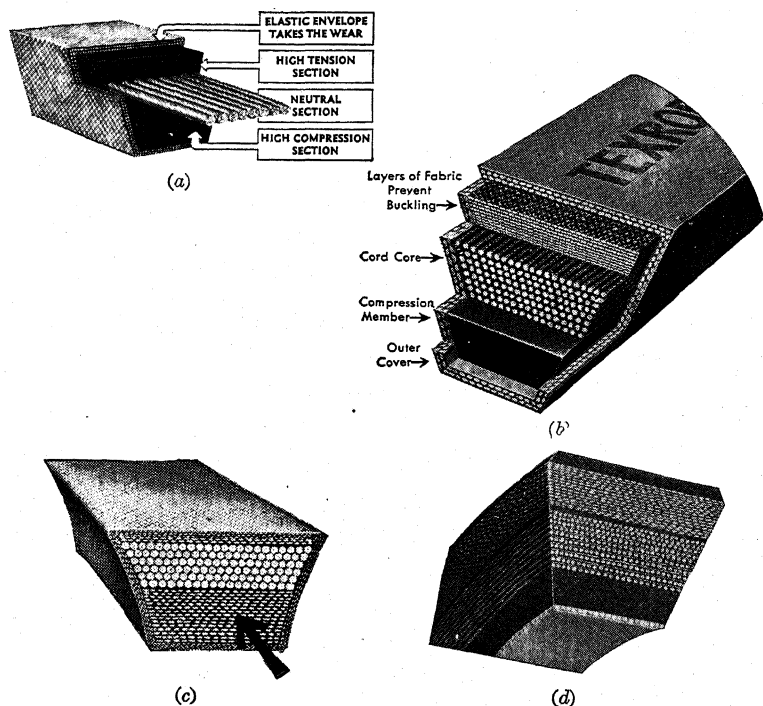 ELASTIC ENVELOPE
TAKES THE WEAR
HIGH TENSION
SECTION
NEUTRAL
SECTION
HIGH COMPRESSION
SECTION
(a)
TEXRO
Layers of Fabric
Prevent
Buckling
Cord Core
Compression
Member
Outer
Cover
(b)
(c)
(d)